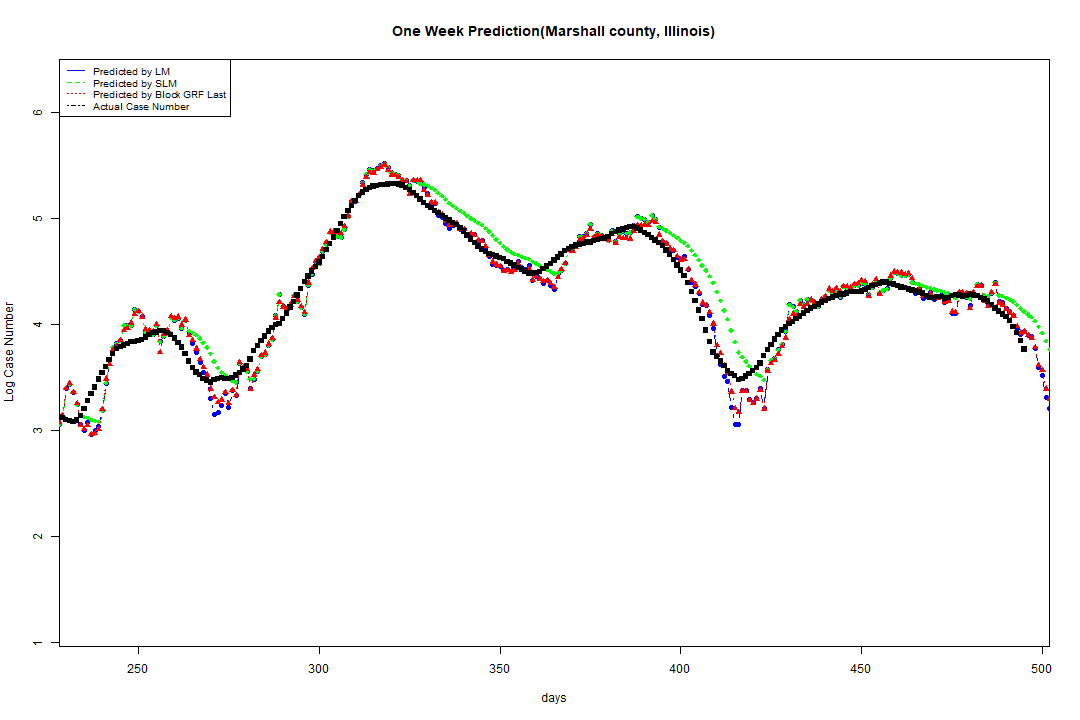 One Week Prediction(Marshall county, Illinois)
Predicted by LM
Predicted by SLM
Predicted by Block GRF Last
Actual Case Number
6
5
4
3
2
1
Log Case Number
250 300 350 400 450 500
days